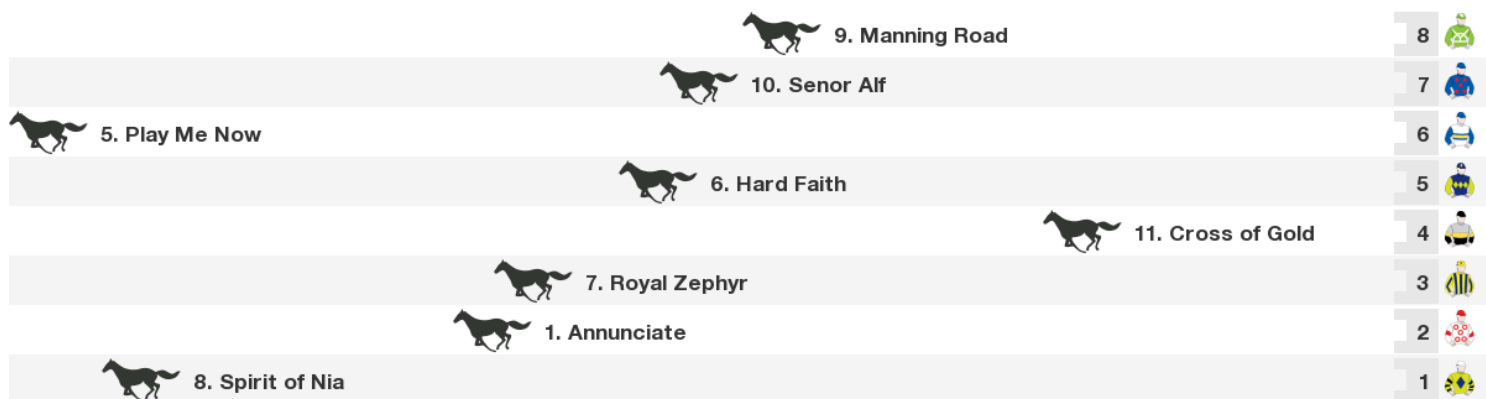 9. Manning Road 8
10. Senor Alf 7
5. Play Me Now 6
6. Hard Faith 5
11. Cross of Gold 4
7. Royal Zephyr 3
1. Annunciate 2
8. Spirit of Nia 1